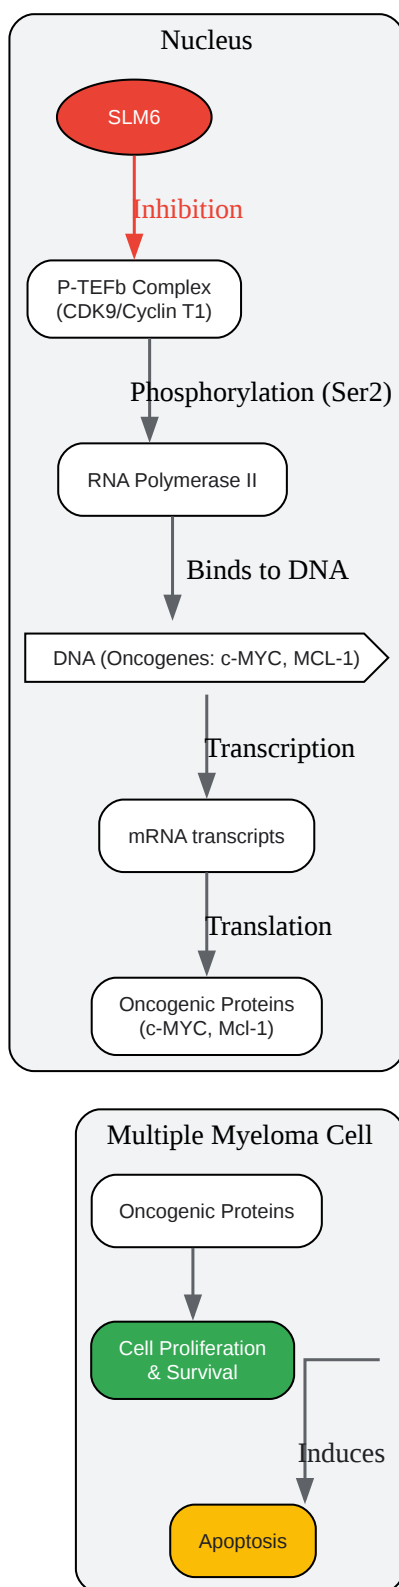 Nucleus
SLM6
Inhibition
P-TEFb Complex
(CDK9/Cyclin T1)
Phosphorylation (Ser2)
RNA Polymerase II
Binds to DNA
DNA (Oncogenes: c-MYC, MCL-1)
Transcription
mRNA transcripts
Translation
Oncogenic Proteins
(c-MYC, Mcl-1)
Multiple Myeloma Cell
Oncogenic Proteins
Cell Proliferation
& Survival
Induces
Apoptosis